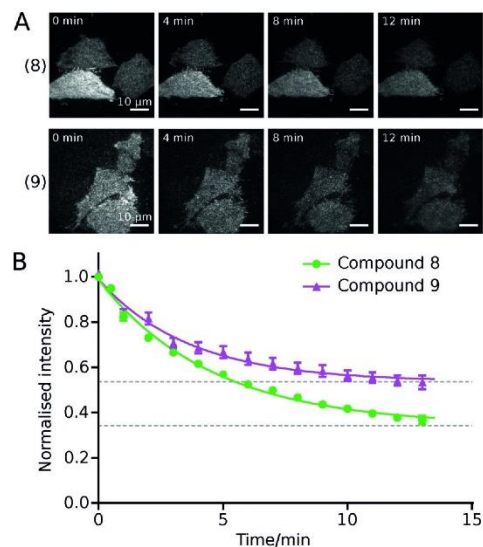 A
(8)
0 min
4 min
8 min
12 min
10 µm
(9)
0 min
4 min
8 min
12 min
10 µm
B
Compound 8
Compound 9
Normalised intensity
1.0
0.8
0.6
0.4
0.2
0.0
0
5
10
15
Time/min